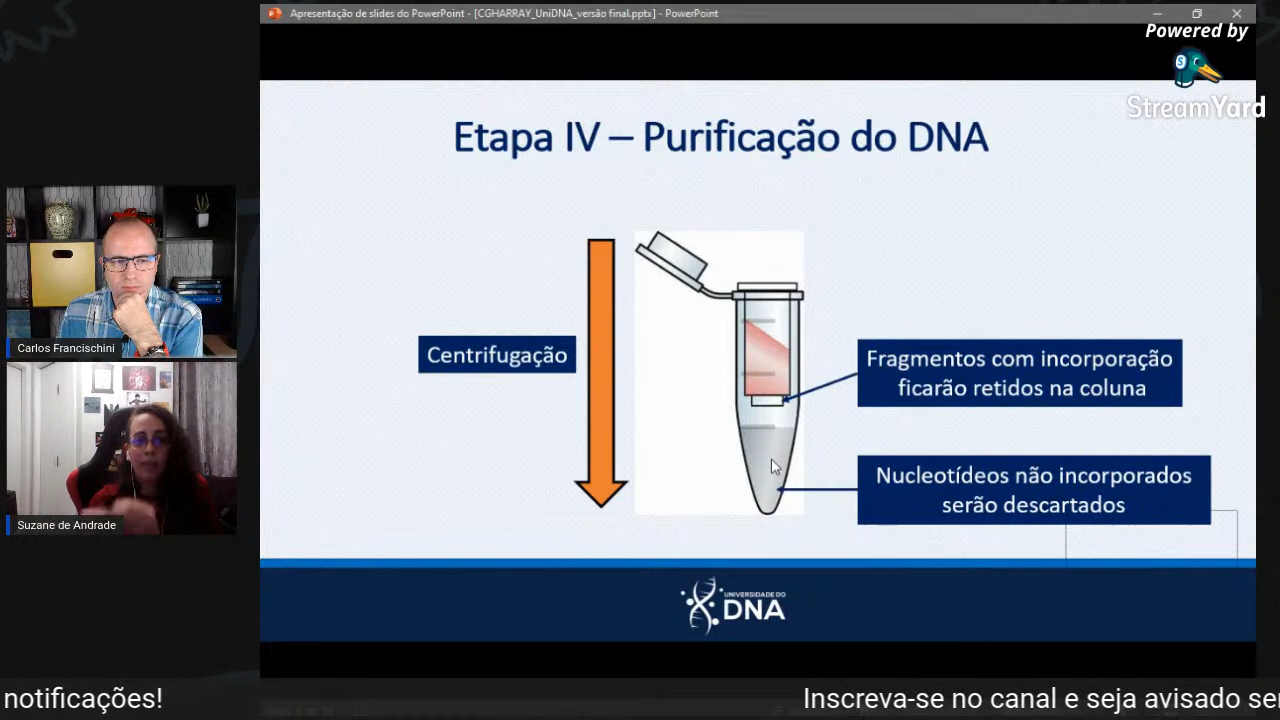 Apresentação de slides do PowerPoint - [CGHARRAY_UniDNA_versão final.pptx] - PowerPoint
Powered by
StreamYard
Etapa IV – Purificação do DNA
Centrifugação
Fragmentos com incorporação
ficarão retidos na coluna
Nucleotídeos não incorporados
serão descartados
Carlos Francischini
Suzane de Andrade
UNIVERSIDADE DO
DNA
notificações!
Inscreva-se no canal e seja avisado